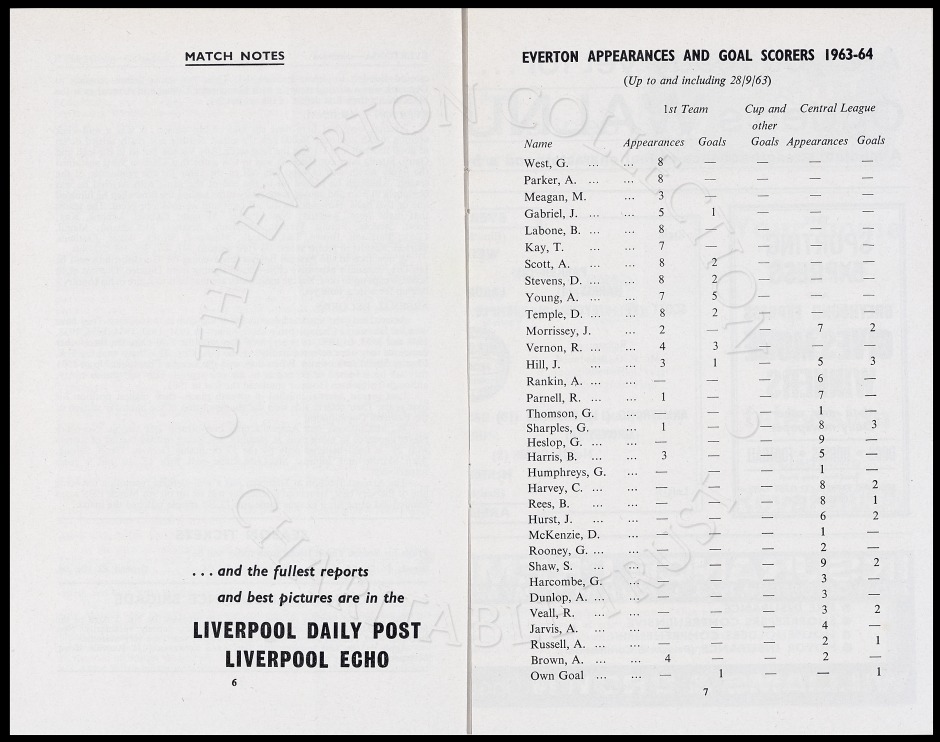 MATCH NOTES
... and the fullest reports
and best pictures are in the
LIVERPOOL DAILY POST
LIVERPOOL ECHO
6
EVERTON APPEARANCES AND GOAL SCORERS 1963-64
(Up to and including 28/9/63)
1st Team Cup and Central League
other
Name Appearances Goals Goals Appearances Goals
West, G. ... ... 8 — — — —
Parker, A. ... ... 8 — — — —
Meagan, M. ... 3 — — — —
Gabriel, J. ... ... 5 1 — — —
Labone, B. ... ... 8 — — — —
Kay, T. ... ... 7 — — — —
Scott, A. ... ... 8 2 — — —
Stevens, D. ... ... 8 2 — — —
Young, A. ... ... 7 5 — — —
Temple, D. ... ... 8 2 — — —
Morrissey, J. ... 2 — — 7 2
Vernon, R. ... ... 4 3 — — —
Hill, J. ... ... 3 1 — 5 3
Rankin, A. ... ... — — — 6 —
Parnell, R. ... ... 1 — — 7 —
Thomson, G. ... — — — 1 —
Sharples, G. ... 1 — — 8 3
Heslop, G. ... ... — — — 9 —
Harris, B. ... ... 3 — — 5 —
Humphreys, G. ... — — — 1 —
Harvey, C. ... ... — — — 8 2
Rees, B. ... ... — — — 8 1
Hurst, J. ... ... — — — 6 2
McKenzie, D. ... — — — 1 —
Rooney, G. ... ... — — — 2 —
Shaw, S. ... ... — — — 9 2
Harcombe, G. ... — — — 3 —
Dunlop, A. ... ... — — — 3 —
Veall, R. ... ... — — — 3 2
Jarvis, A. ... ... — — — 4 —
Russell, A. ... ... — — — 2 1
Brown, A. ... ... 4 — — 2 —
Own Goal ... ... — 1 — — 1
7
THE EVERTON COLLECTION
CHARITABLE TRUST